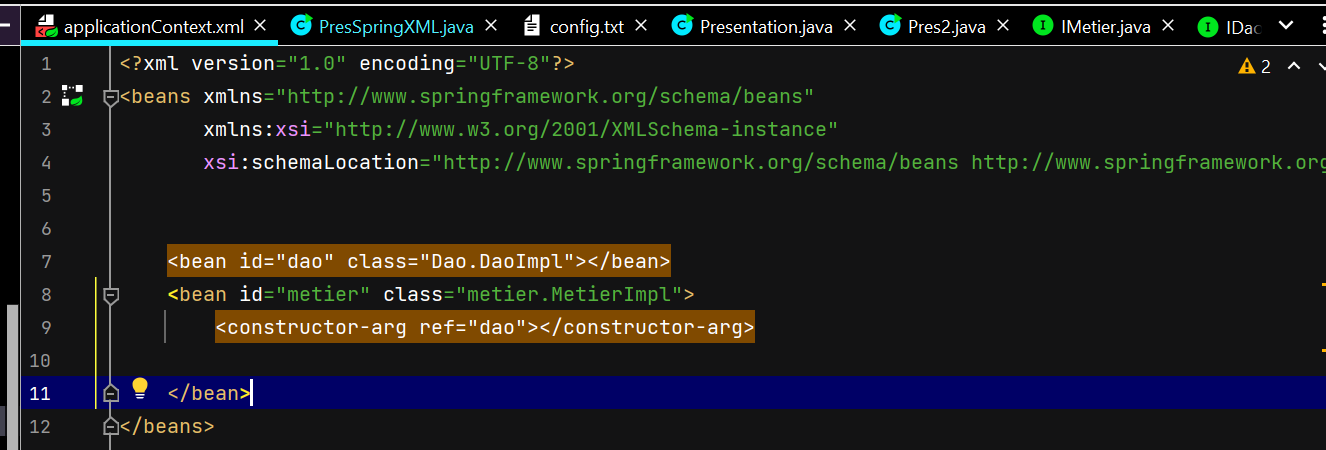 applicationContext.xml PresSpringXML.java config.txt Presentation.java Pres2.java IMetier.java
2
1 <?xml version="1.0" encoding="UTF-8"?>
2 <beans xmlns="http://www.springframework.org/schema/beans"
3 xmlns:xsi="http://www.w3.org/2001/XMLSchema-instance"
4 xsi:schemaLocation="http://www.springframework.org/schema/beans http://www.springframework.org
5
6
7 <bean id="dao" class="Dao.DaoImpl"></bean>
8 <bean id="metier" class="metier.MetierImpl">
9 <constructor-arg ref="dao"></constructor-arg>
10
11 </bean>
12 </beans>